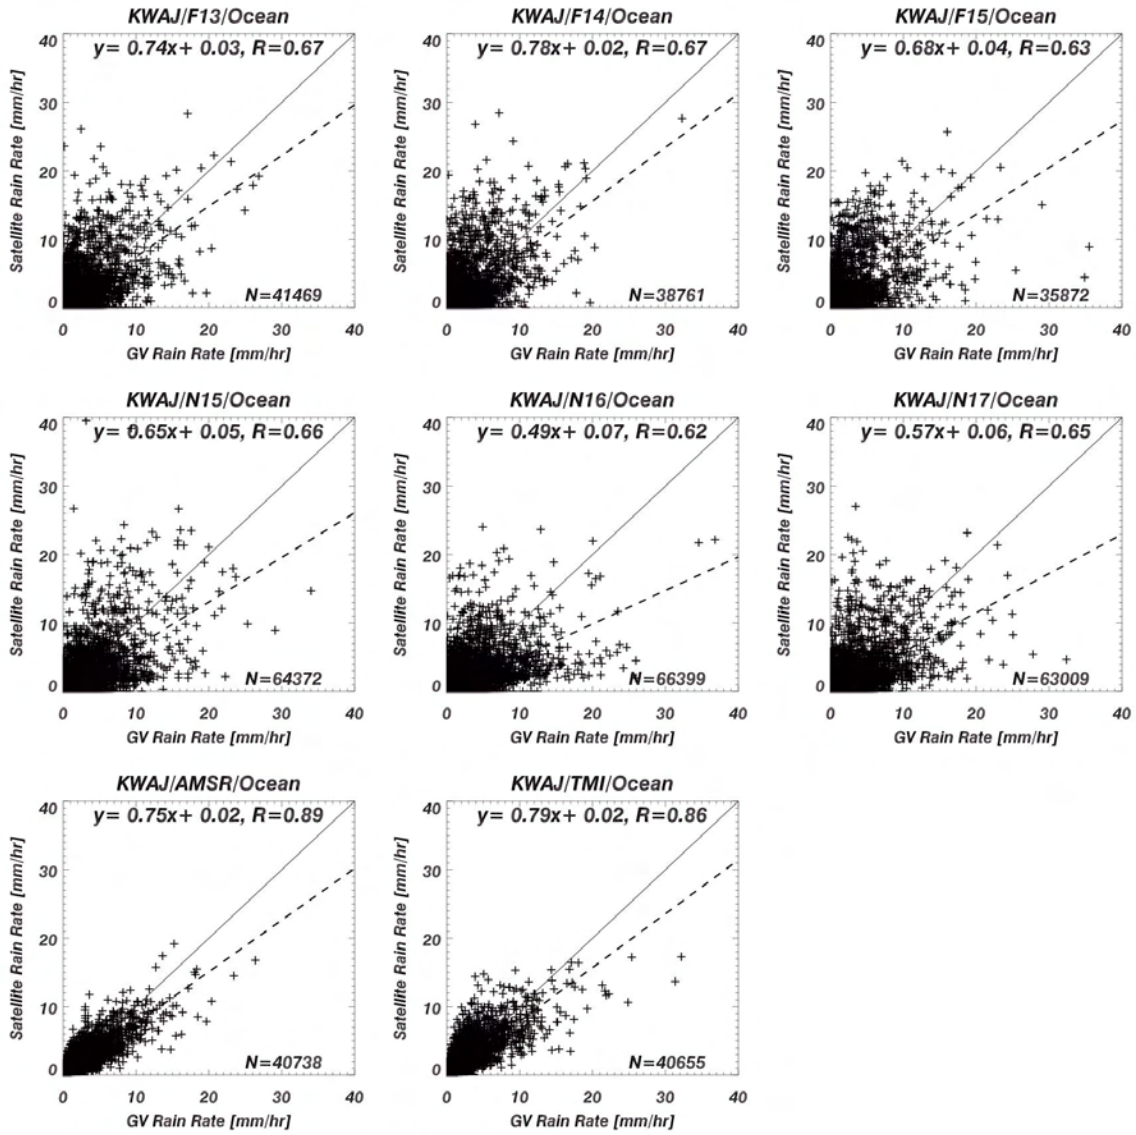 KWAJ/F13/Ocean
y= 0.74x+ 0.03, R=0.67
Satellite Rain Rate [mm/hr]
40
30
20
10
0
N=41469
0 10 20 30 40
GV Rain Rate [mm/hr]
KWAJ/F14/Ocean
y= 0.78x+ 0.02, R=0.67
Satellite Rain Rate [mm/hr]
40
30
20
10
0
N=38761
0 10 20 30 40
GV Rain Rate [mm/hr]
KWAJ/F15/Ocean
y= 0.68x+ 0.04, R=0.63
Satellite Rain Rate [mm/hr]
40
30
20
10
0
N=35872
0 10 20 30 40
GV Rain Rate [mm/hr]
KWAJ/N15/Ocean
y= 0.65x+ 0.05, R=0.66
Satellite Rain Rate [mm/hr]
40
30
20
10
0
N=64372
0 10 20 30 40
GV Rain Rate [mm/hr]
KWAJ/N16/Ocean
y= 0.49x+ 0.07, R=0.62
Satellite Rain Rate [mm/hr]
40
30
20
10
0
N=66399
0 10 20 30 40
GV Rain Rate [mm/hr]
KWAJ/N17/Ocean
y= 0.57x+ 0.06, R=0.65
Satellite Rain Rate [mm/hr]
40
30
20
10
0
N=63009
0 10 20 30 40
GV Rain Rate [mm/hr]
KWAJ/AMSR/Ocean
y= 0.75x+ 0.02, R=0.89
Satellite Rain Rate [mm/hr]
40
30
20
10
0
N=40738
0 10 20 30 40
GV Rain Rate [mm/hr]
KWAJ/TMI/Ocean
y= 0.79x+ 0.02, R=0.86
Satellite Rain Rate [mm/hr]
40
30
20
10
0
N=40655
0 10 20 30 40
GV Rain Rate [mm/hr]